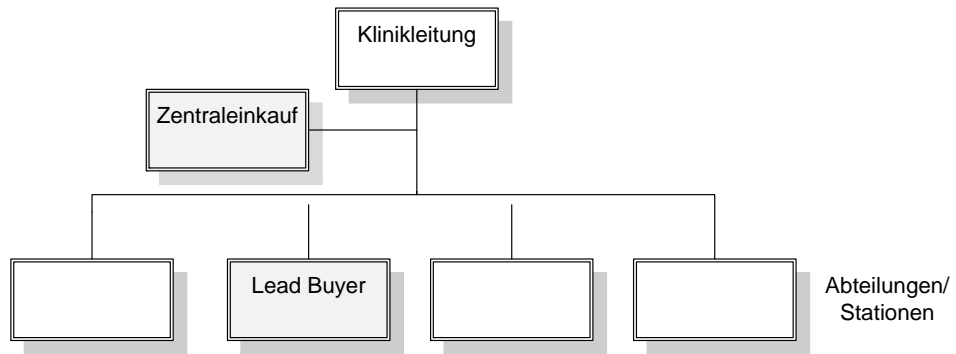 Klinikleitung
Zentraleinkauf
Lead Buyer
Abteilungen/
Stationen